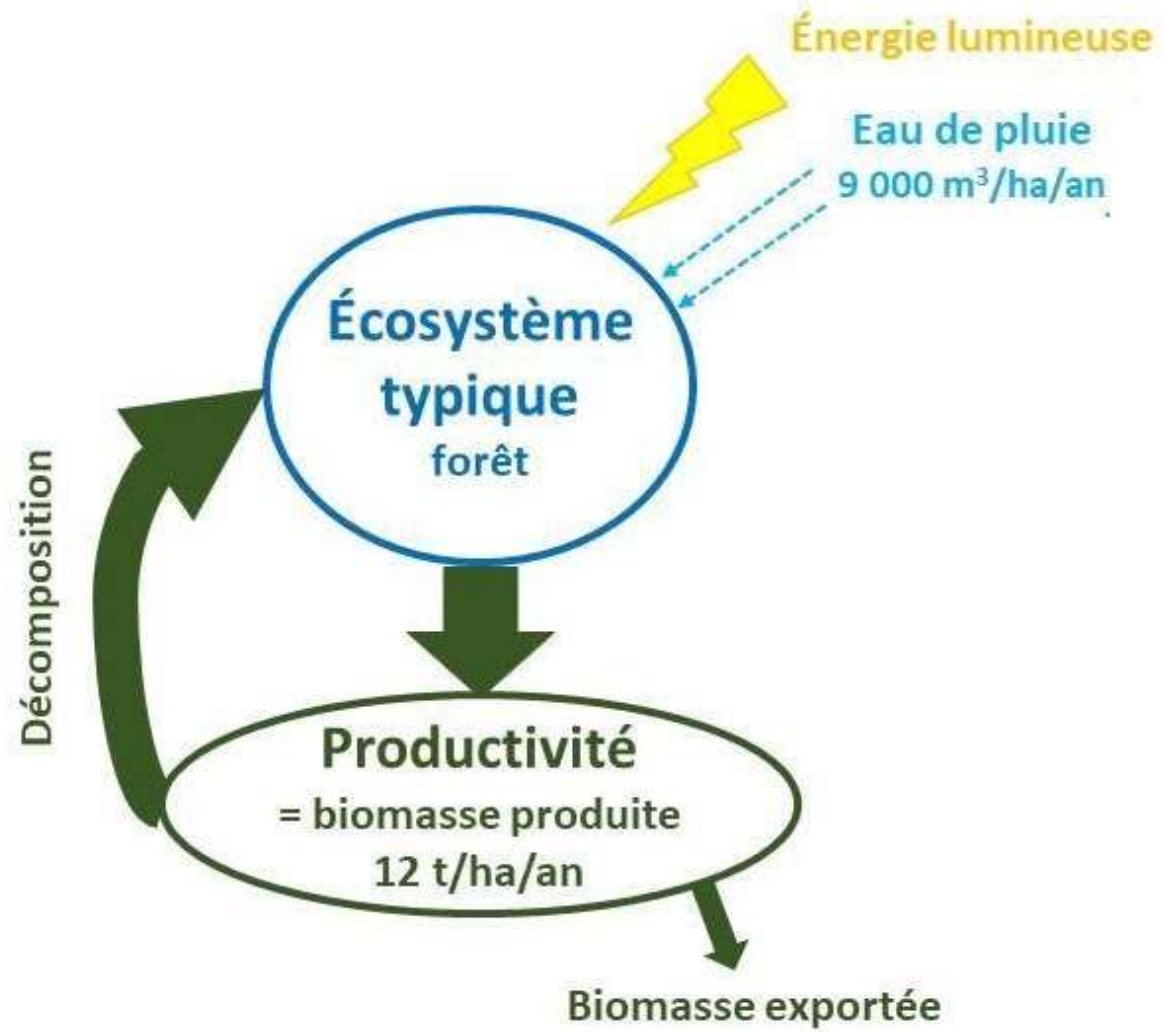 Énergie lumineuse
Eau de pluie
9 000 m³/ha/an
Écosystème
typique
forêt
Décomposition
Productivité
= biomasse produite
12 t/ha/an
Biomasse exportée